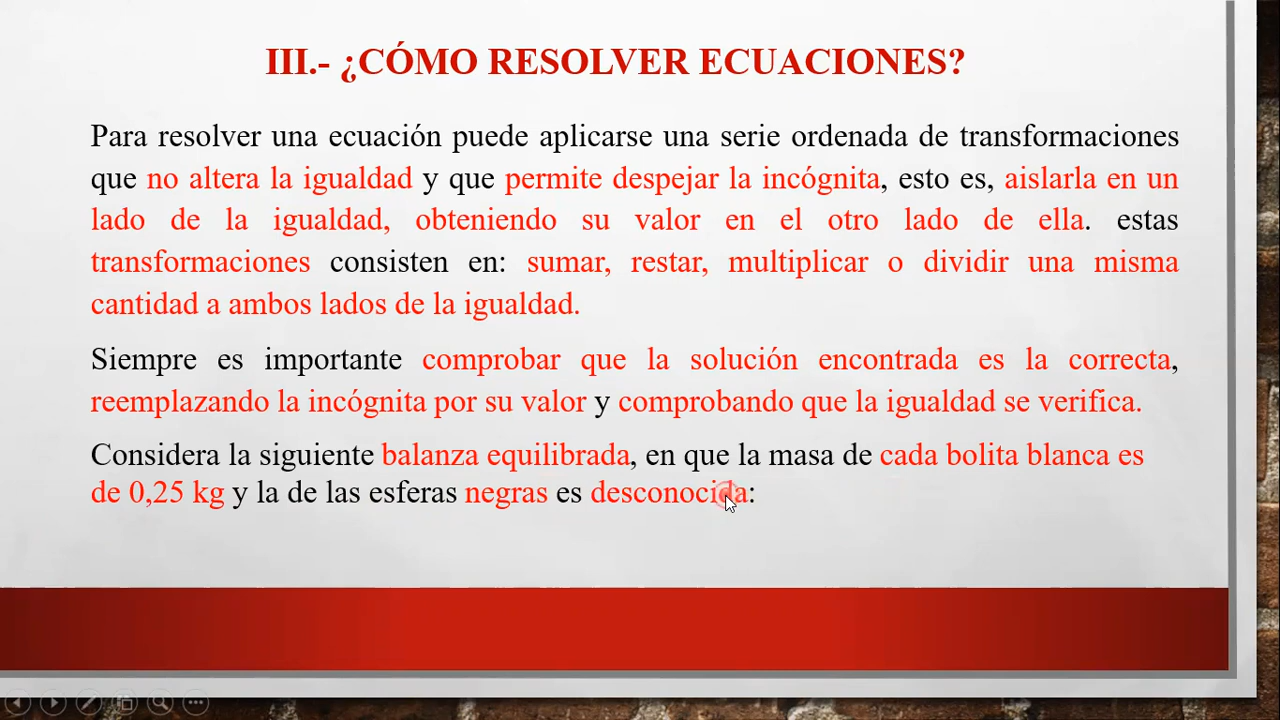 III.- ¿CÓMO RESOLVER ECUACIONES?
Para resolver una ecuación puede aplicarse una serie ordenada de transformaciones
que no altera la igualdad y que permite despejar la incógnita, esto es, aislarla en un
lado de la igualdad, obteniendo su valor en el otro lado de ella. estas
transformaciones consisten en: sumar, restar, multiplicar o dividir una misma
cantidad a ambos lados de la igualdad.
Siempre es importante comprobar que la solución encontrada es la correcta,
reemplazando la incógnita por su valor y comprobando que la igualdad se verifica.
Considera la siguiente balanza equilibrada, en que la masa de cada bolita blanca es
de 0,25 kg y la de las esferas negras es desconocida: